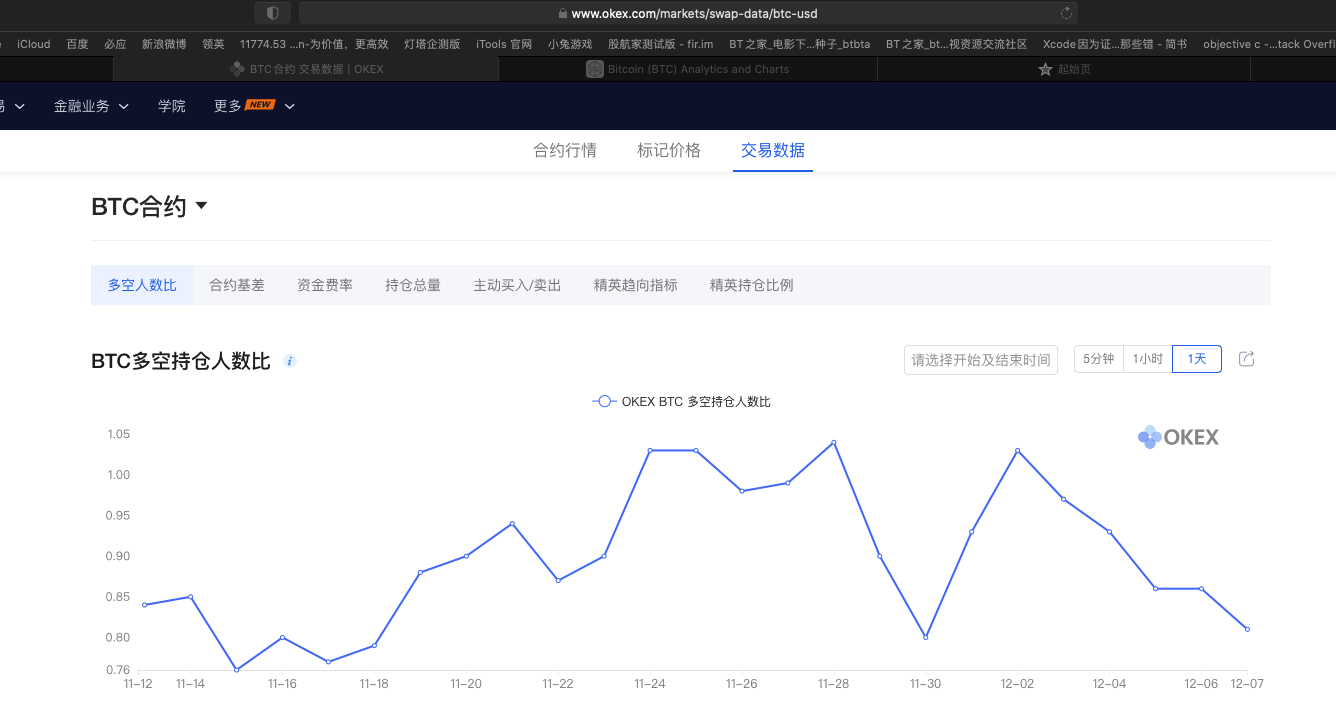 www.okex.com/markets/swap-data/btc-usd
iCloud 百度 必应 新浪微博 领英 11774.53 ...n-为价值，更高效 灯塔企测版 iTools 官网 小兔游戏 股航家测试版 - fir.im BT之家_电影下...种子_btbta BT之家_bt...视资源交流社区 Xcode因为证...那些错 - 简书 objective c -...tack Overfl
BTC合约 交易数据 | OKEX Bitcoin (BTC) Analytics and Charts 起始页
易 金融业务 学院 更多 NEW
合约行情 标记价格 交易数据
BTC合约
多空人数比 合约基差 资金费率 持仓总量 主动买入/卖出 精英趋向指标 精英持仓比例
BTC多空持仓人数比 i 请选择开始及结束时间 5分钟 1小时 1天
OKEX BTC 多空持仓人数比
OKEX
1.05
1.00
0.95
0.90
0.85
0.80
0.76
11-12 11-14 11-16 11-18 11-20 11-22 11-24 11-26 11-28 11-30 12-02 12-04 12-06 12-07